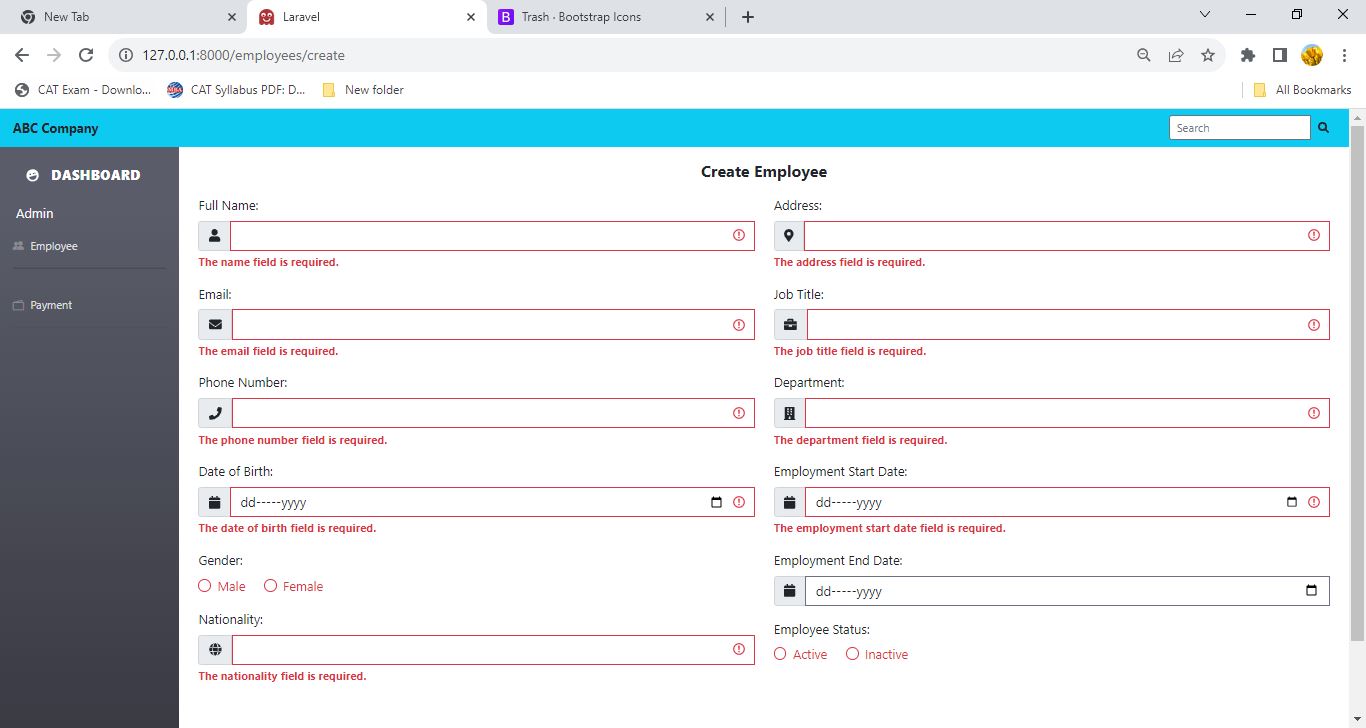 New Tab
Laravel
Trash · Bootstrap Icons
127.0.0.1:8000/employees/create
CAT Exam - Downlo...
CAT Syllabus PDF: D...
New folder
All Bookmarks
ABC Company
Search
DASHBOARD
Admin
Employee
Payment
Create Employee
Full Name:
The name field is required.
Email:
The email field is required.
Phone Number:
The phone number field is required.
Date of Birth:
dd-----yyyy
The date of birth field is required.
Gender:
Male Female
Nationality:
The nationality field is required.
Address:
The address field is required.
Job Title:
The job title field is required.
Department:
The department field is required.
Employment Start Date:
dd-----yyyy
The employment start date field is required.
Employment End Date:
dd-----yyyy
Employee Status:
Active Inactive